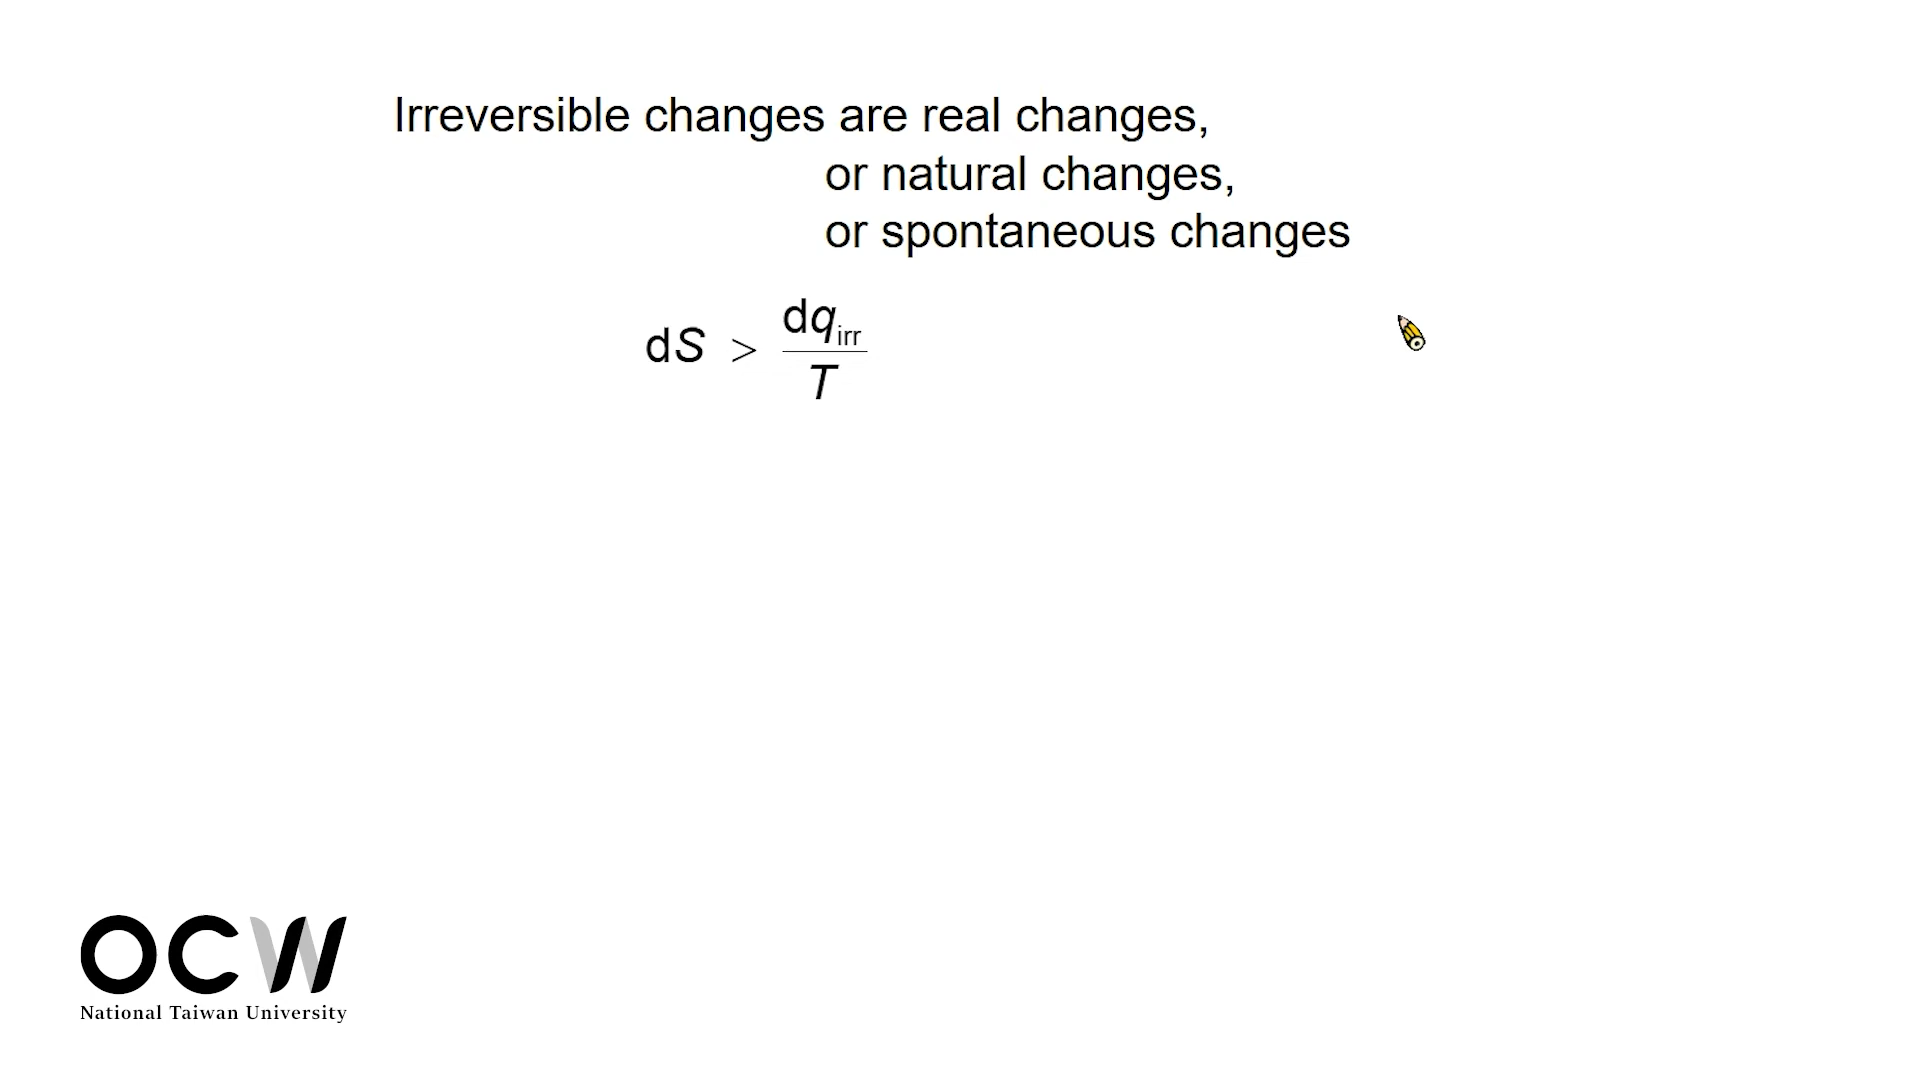 Irreversible changes are real changes,
or natural changes,
or spontaneous changes
dS > dq_irr / T
OCW
National Taiwan University